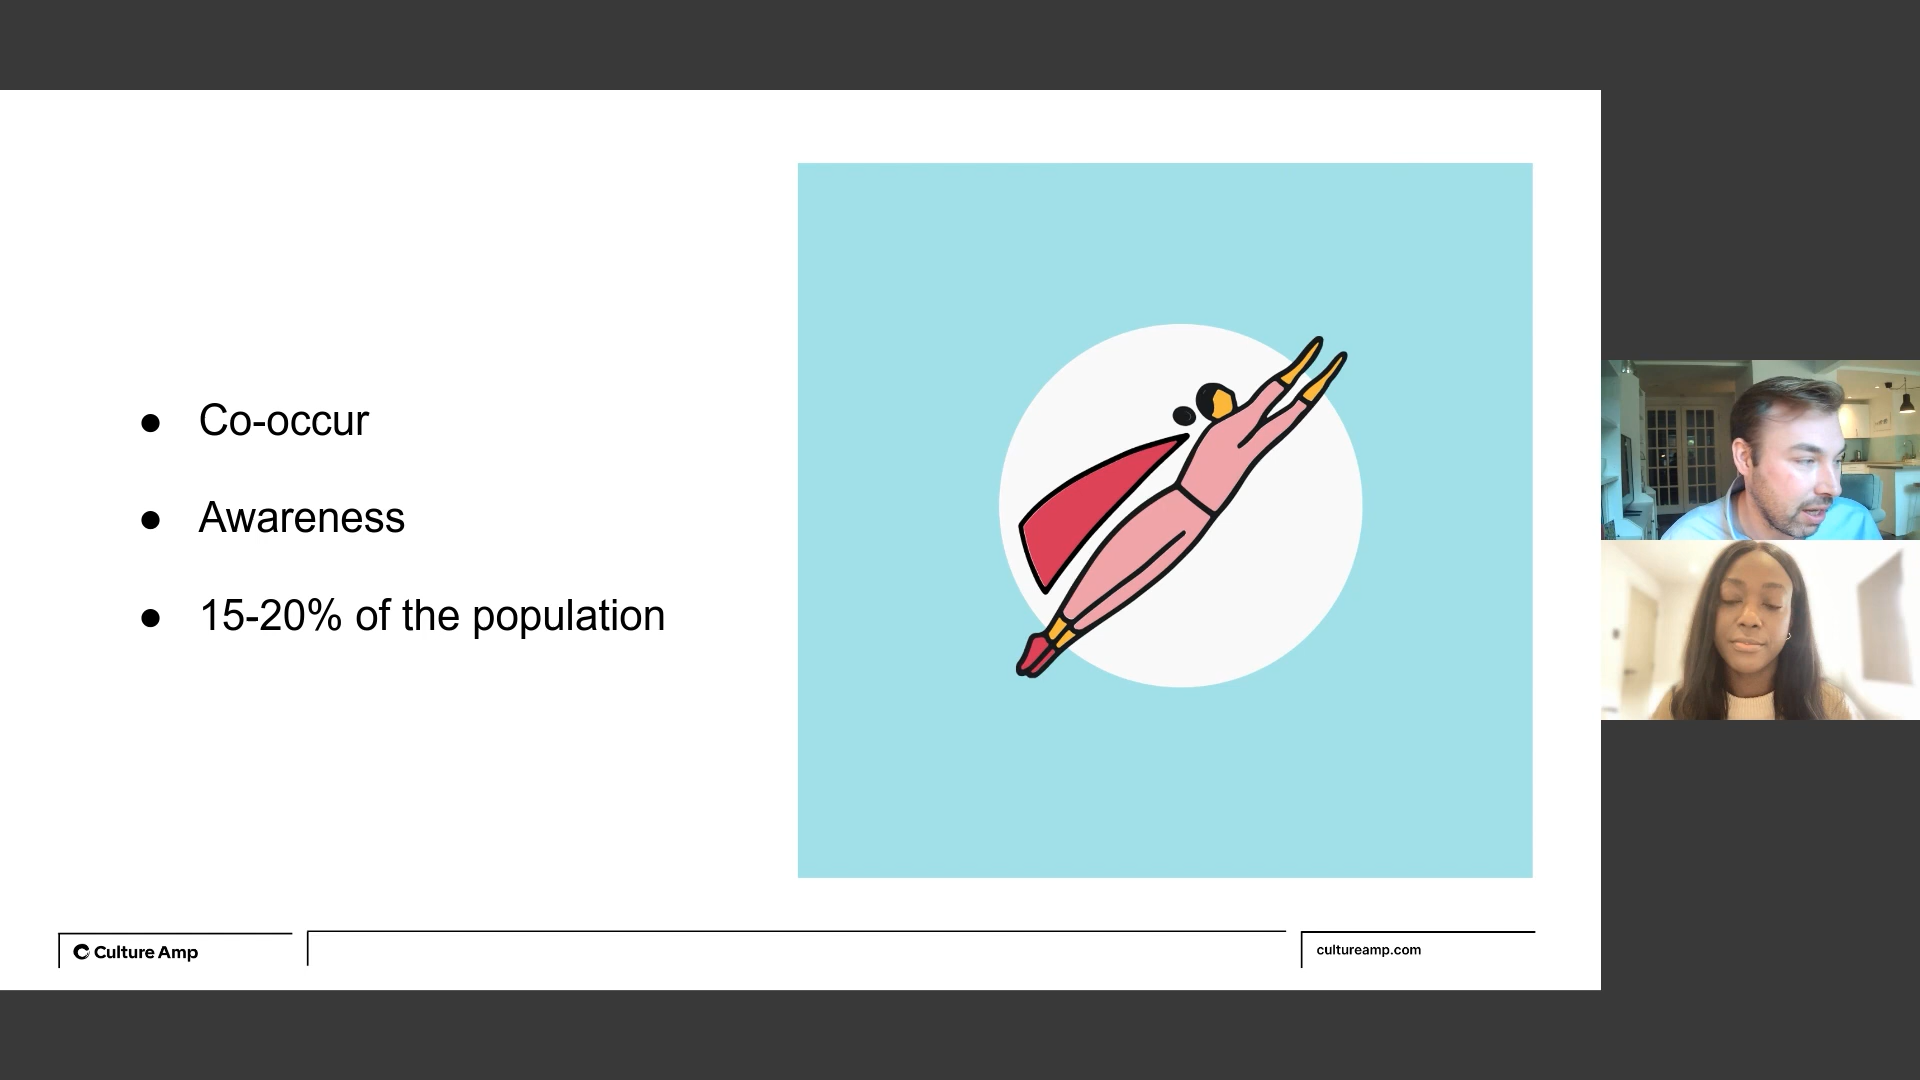 ● Co-occur
● Awareness
● 15-20% of the population
Culture Amp
cultureamp.com